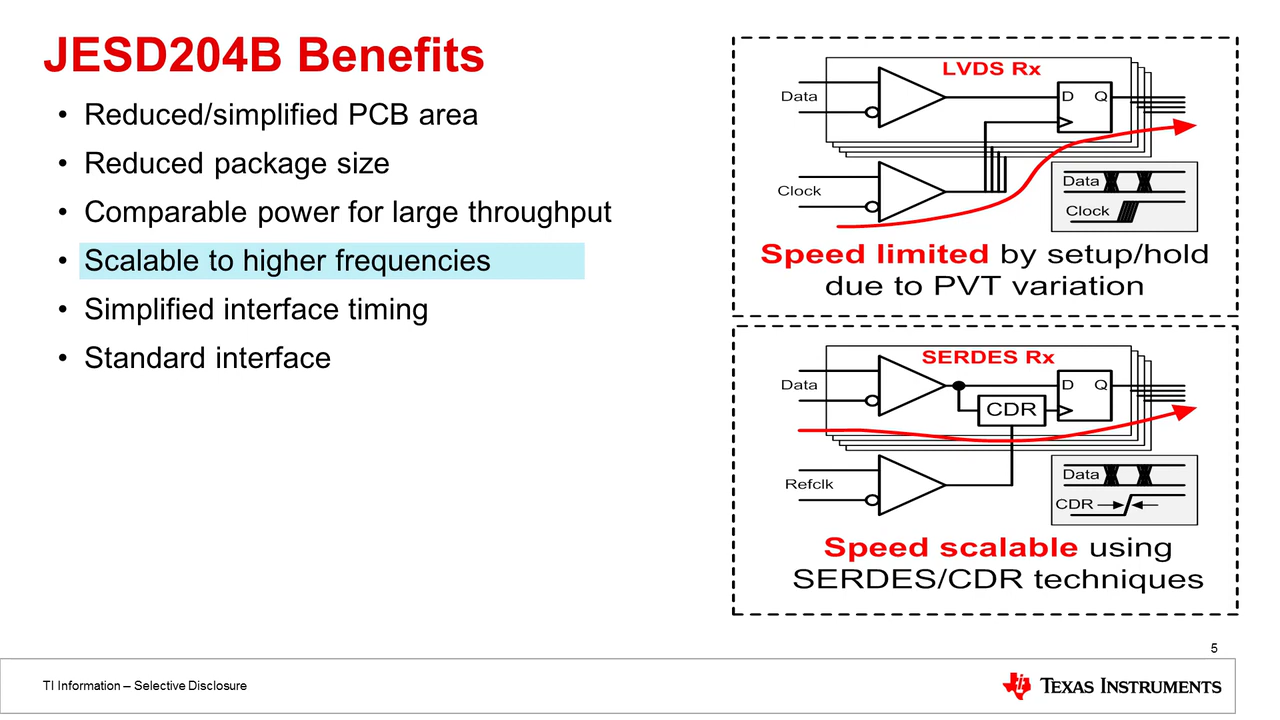 JESD204B Benefits
• Reduced/simplified PCB area
• Reduced package size
• Comparable power for large throughput
• Scalable to higher frequencies
• Simplified interface timing
• Standard interface
LVDS Rx
Data
D Q
Clock
Data
Clock
Speed limited by setup/hold
due to PVT variation
SERDES Rx
Data
D Q
CDR
Refclk
Data
CDR
Speed scalable using
SERDES/CDR techniques
5
TI Information – Selective Disclosure
TEXAS INSTRUMENTS